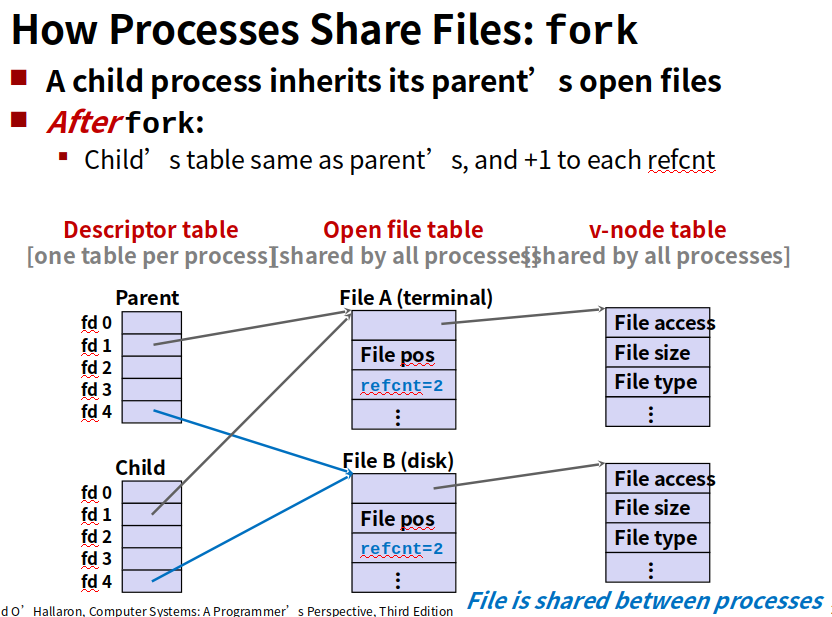 How Processes Share Files: fork
A child process inherits its parent’s open files
After fork:
Child’s table same as parent’s, and +1 to each refcnt
Descriptor table
[one table per process]
Open file table
[shared by all processes]
v-node table
[shared by all processes]
Parent
fd 0
fd 1
fd 2
fd 3
fd 4
Child
fd 0
fd 1
fd 2
fd 3
fd 4
File A (terminal)
File pos
refcnt=2
⋮
File B (disk)
File pos
refcnt=2
⋮
File access
File size
File type
⋮
File access
File size
File type
⋮
File is shared between processes
d O’Hallaron, Computer Systems: A Programmer’s Perspective, Third Edition